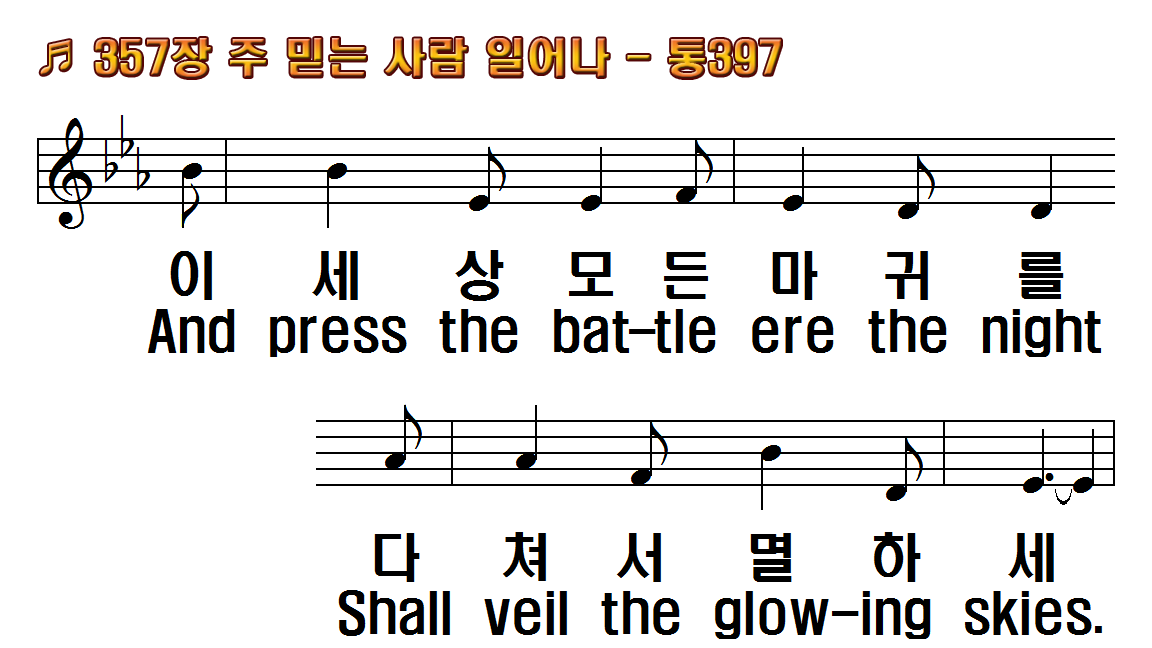 ♬ 357장 주 믿는 사람 일어나 - 통397
이 세 상 모 든 마 귀 를
And press the bat-tle ere the night
다 쳐 서 멸 하 세
Shall veil the glow-ing skies.